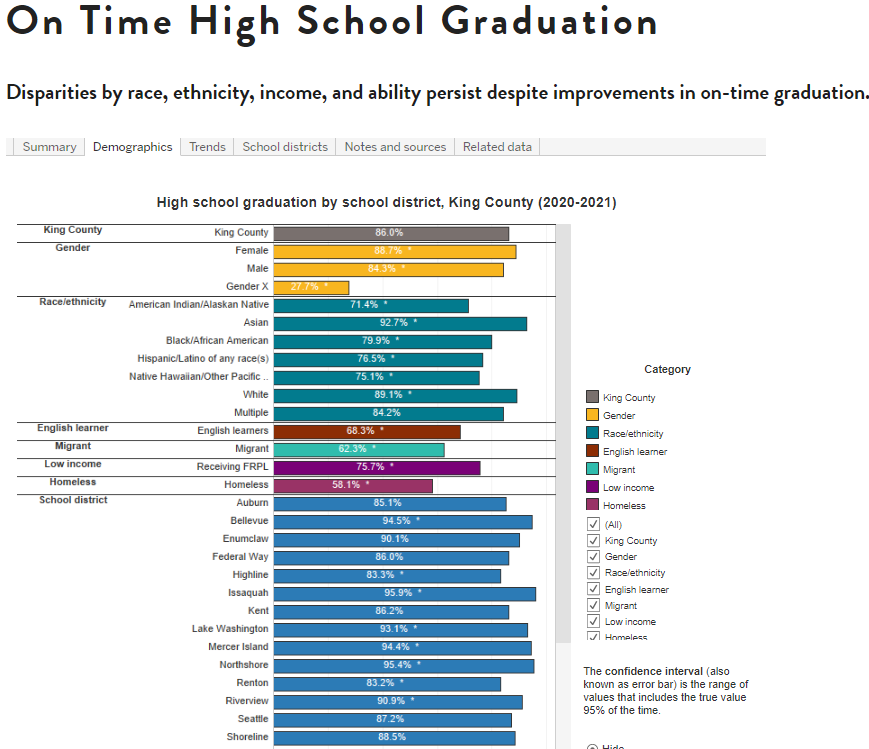 On Time High School Graduation
Disparities by race, ethnicity, income, and ability persist despite improvements in on-time graduation.
Summary Demographics Trends School districts Notes and sources Related data
High school graduation by school district, King County (2020-2021)
King County King County 86.0%
Gender Female 88.7% *
Male 84.3% *
Gender X 27.7% *
Race/ethnicity American Indian/Alaskan Native 71.4% *
Asian 92.7% *
Black/African American 79.9% *
Hispanic/Latino of any race(s) 76.5% *
Native Hawaiian/Other Pacific .. 75.1% *
White 89.1% *
Multiple 84.2%
English learner English learners 68.3% *
Migrant Migrant 62.3% *
Low income Receiving FRPL 75.7% *
Homeless Homeless 58.1% *
School district Auburn 85.1%
Bellevue 94.5% *
Enumclaw 90.1%
Federal Way 86.0%
Highline 83.3% *
Issaquah 95.9% *
Kent 86.2%
Lake Washington 93.1% *
Mercer Island 94.4% *
Northshore 95.4% *
Renton 83.2% *
Riverview 90.9% *
Seattle 87.2%
Shoreline 88.5%
Category
King County
Gender
Race/ethnicity
English learner
Migrant
Low income
Homeless
(All)
King County
Gender
Race/ethnicity
English learner
Migrant
Low income
Homeless
The confidence interval (also
known as error bar) is the range of
values that includes the true value
95% of the time.
Hide